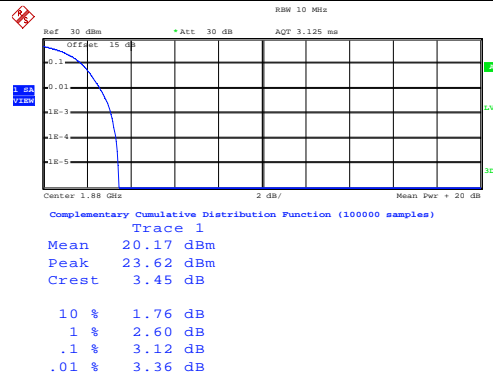 RBW 10 MHz
Ref 30 dBm * Att 30 dB AQT 3.125 ms
Offset 15 dB
0.1
0.01
1E-3
1E-4
1E-5
1 SA
VIEW
A
LV
3D
Center 1.88 GHz 2 dB/ Mean Pwr + 20 dB
Complementary Cumulative Distribution Function (100000 samples)
Trace 1
Mean 20.17 dBm
Peak 23.62 dBm
Crest 3.45 dB
10 % 1.76 dB
1 % 2.60 dB
.1 % 3.12 dB
.01 % 3.36 dB